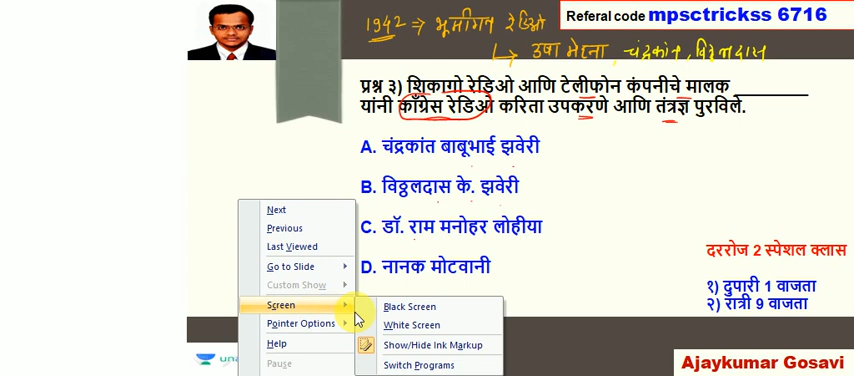 Referal code mpsctrickss 6716
1942 ⇒ भूमीगत रेडिओ
↳ उषा मेहता, चंद्रकांत, विठ्ठलदास
प्रश्न ३) शिकागो रेडिओ आणि टेलीफोन कंपनीचे मालक ________
यांनी काँग्रेस रेडिओ करिता उपकरणे आणि तंत्रज्ञ पुरविले.
A. चंद्रकांत बाबूभाई झवेरी
B. विठ्ठलदास के. झवेरी
C. डॉ. राम मनोहर लोहीया
D. नानक मोटवानी
दररोज 2 स्पेशल क्लास
१) दुपारी 1 वाजता
२) रात्री 9 वाजता
Next
Previous
Last Viewed
Go to Slide
Custom Show
Screen
Pointer Options
Help
Pause
Black Screen
White Screen
Show/Hide Ink Markup
Switch Programs
Ajaykumar Gosavi